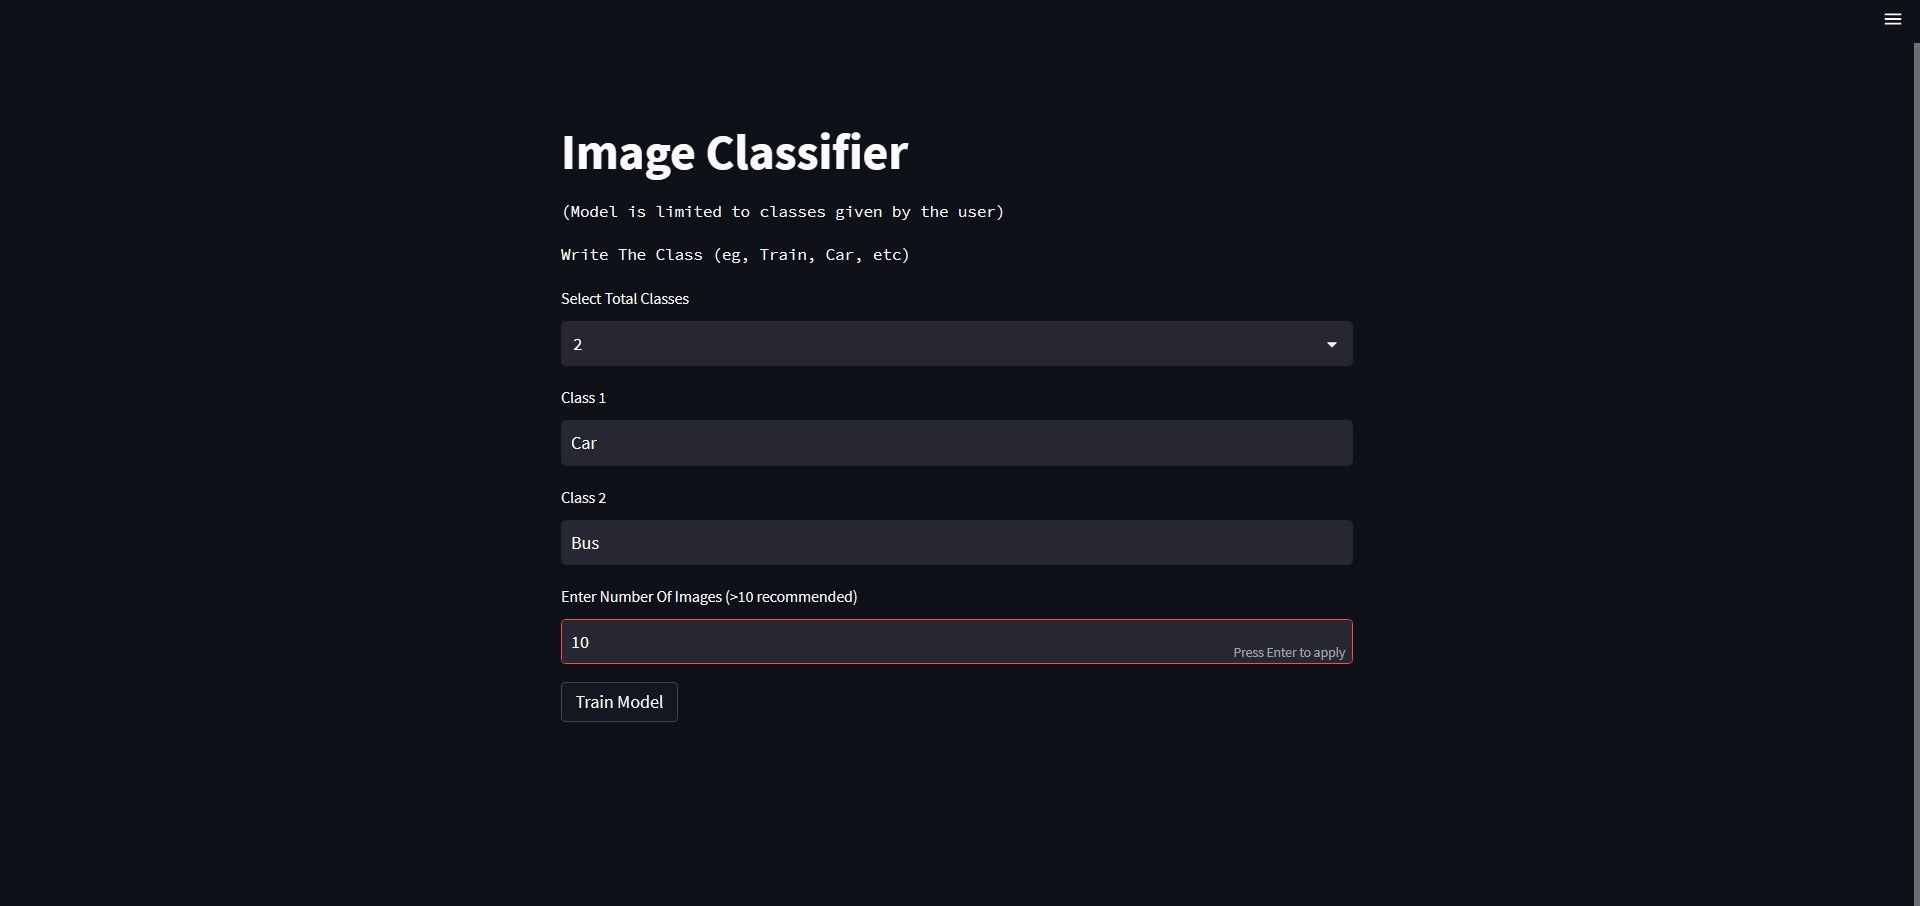 Image Classifier
(Model is limited to classes given by the user)
Write The Class (eg, Train, Car, etc)
Select Total Classes
2
Class 1
Car
Class 2
Bus
Enter Number Of Images (>10 recommended)
10
Press Enter to apply
Train Model